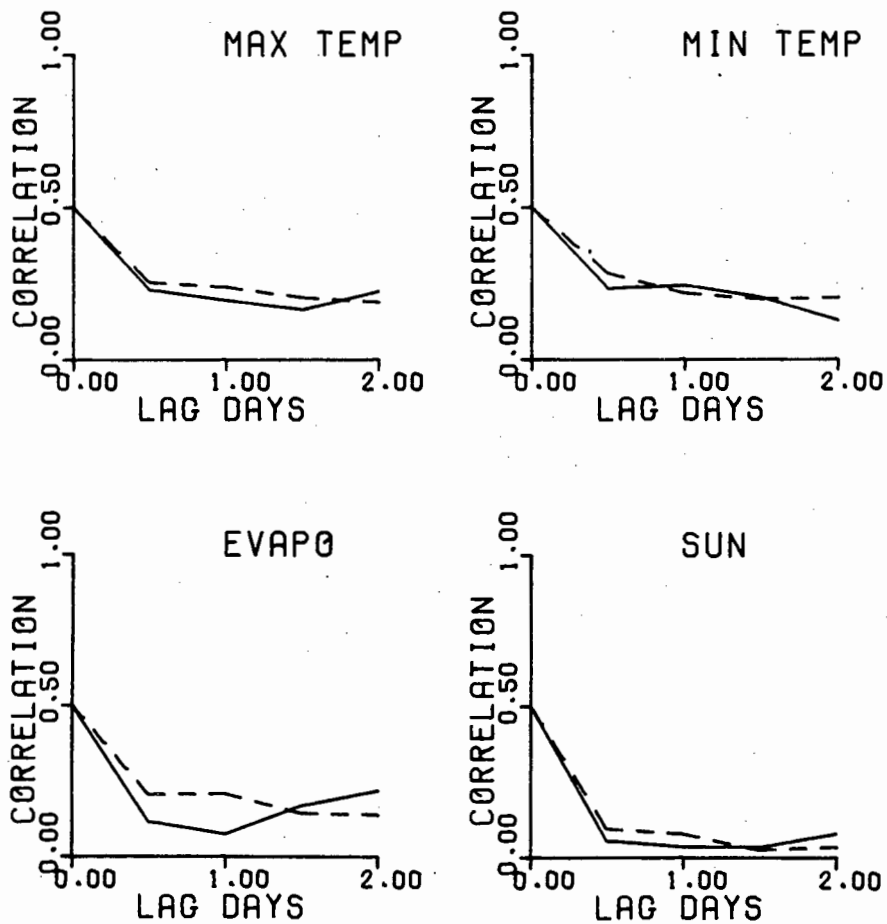 MAX TEMP
1.00
0.50
0.00
CORRELATION
0.00 1.00 2.00
LAG DAYS
MIN TEMP
1.00
0.50
0.00
CORRELATION
0.00 1.00 2.00
LAG DAYS
EVAPO
1.00
0.50
0.00
CORRELATION
0.00 1.00 2.00
LAG DAYS
SUN
1.00
0.50
0.00
CORRELATION
0.00 1.00 2.00
LAG DAYS